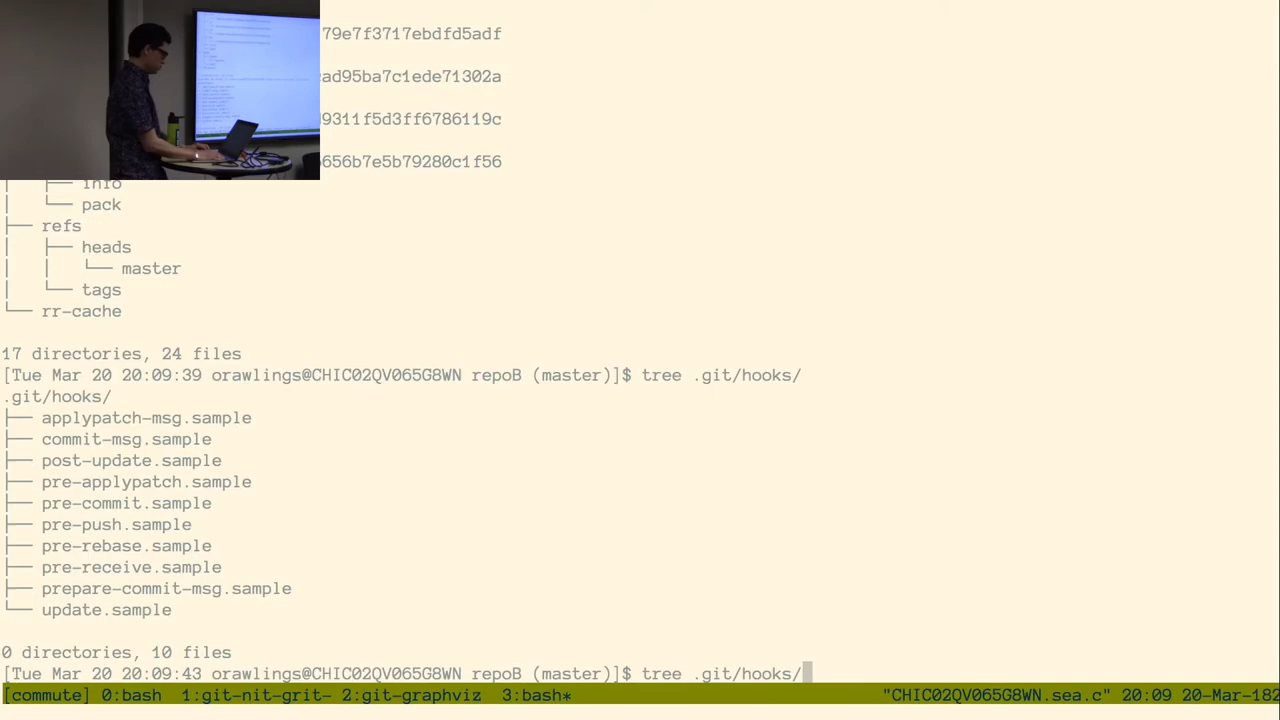 79e7f3717ebdfd5adf
ad95ba7c1ede71302a
9311f5d3ff6786119c
656b7e5b79280c1f56
│   ├── info
│   └── pack
├── refs
│   ├── heads
│   │   └── master
│   └── tags
└── rr-cache
17 directories, 24 files
[Tue Mar 20 20:09:39 orawlings@CHIC02QV065G8WN repoB (master)]$ tree .git/hooks/
.git/hooks/
├── applypatch-msg.sample
├── commit-msg.sample
├── post-update.sample
├── pre-applypatch.sample
├── pre-commit.sample
├── pre-push.sample
├── pre-rebase.sample
├── pre-receive.sample
├── prepare-commit-msg.sample
└── update.sample
0 directories, 10 files
[Tue Mar 20 20:09:43 orawlings@CHIC02QV065G8WN repoB (master)]$ tree .git/hooks/
[commute] 0:bash  1:git-nit-grit- 2:git-graphviz  3:bash* "CHIC02QV065G8WN.sea.c" 20:09 20-Mar-182